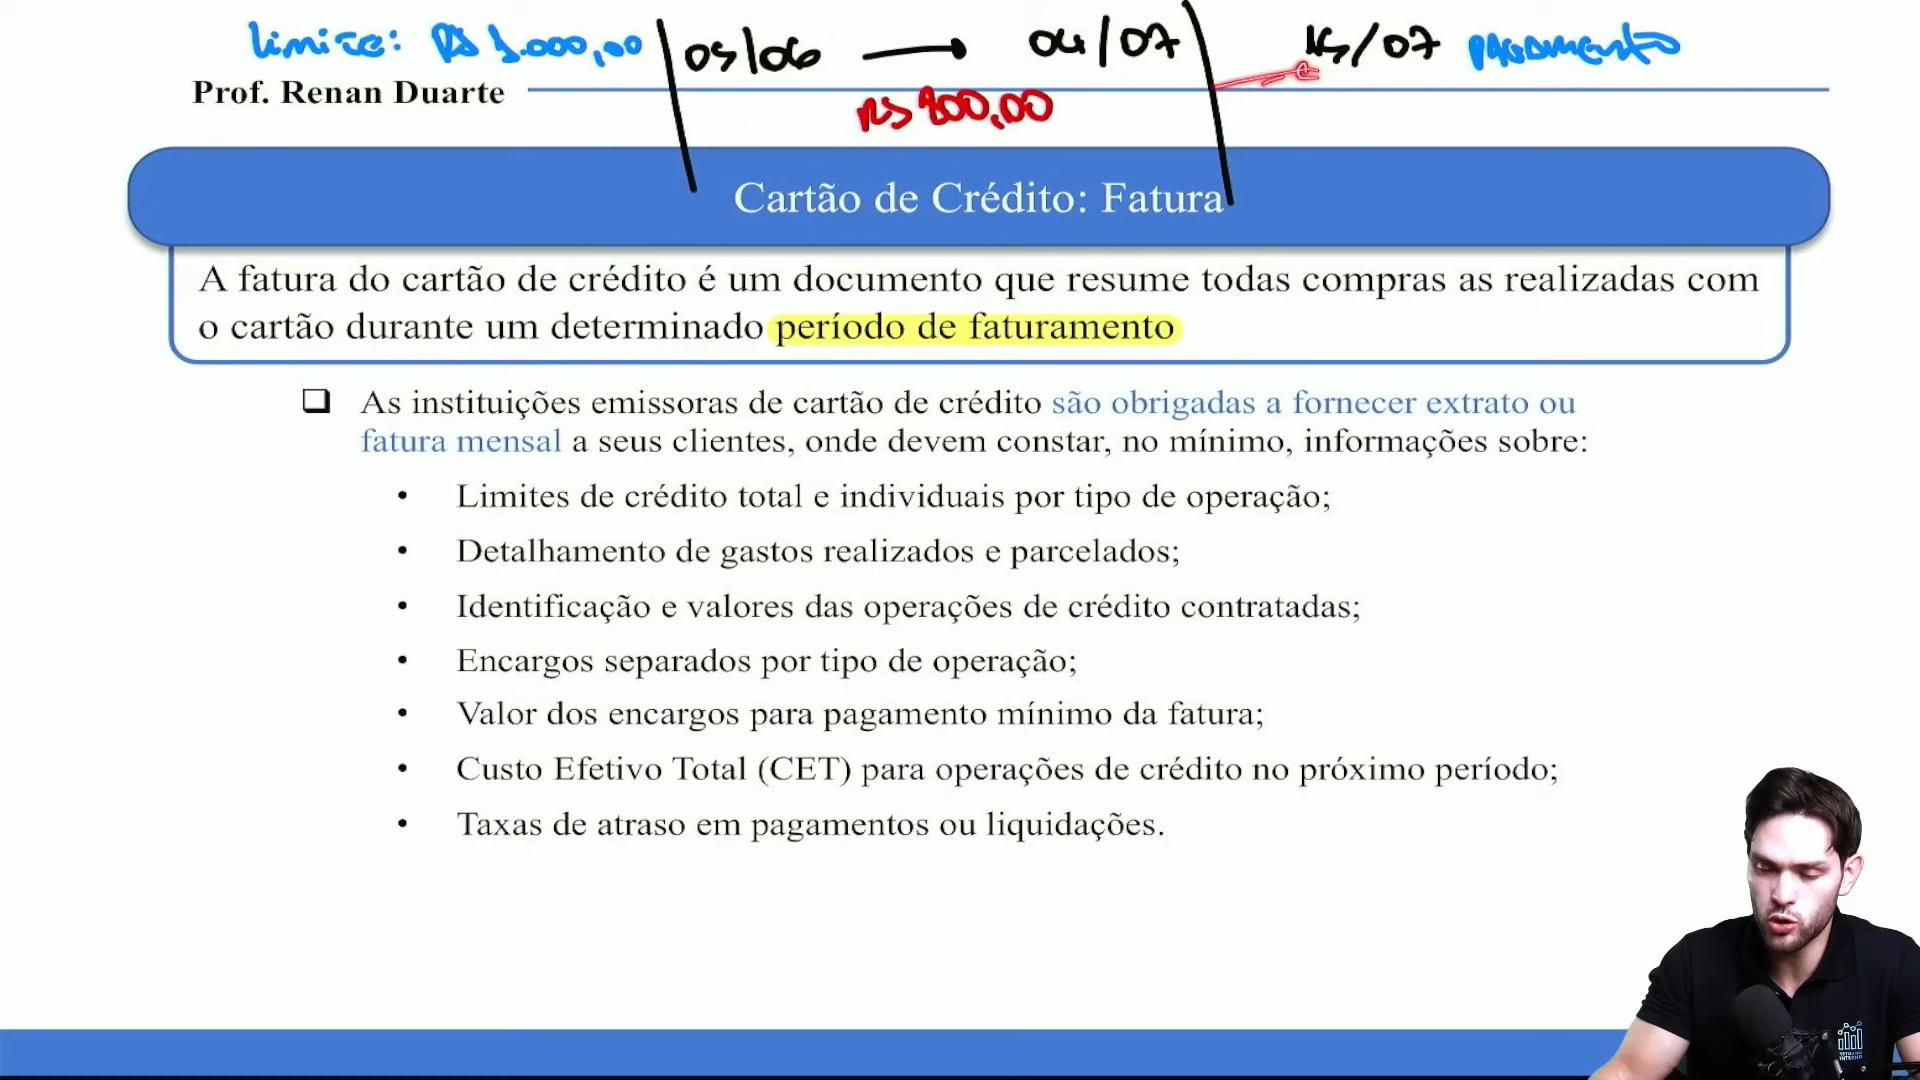 limite: R$ 1.000,00 | 05/06 → 04/07 | 15/07 PAGAMENTO
Prof. Renan Duarte
R$ 800,00
Cartão de Crédito: Fatura
A fatura do cartão de crédito é um documento que resume todas compras as realizadas com
o cartão durante um determinado período de faturamento
❑ As instituições emissoras de cartão de crédito são obrigadas a fornecer extrato ou
fatura mensal a seus clientes, onde devem constar, no mínimo, informações sobre:
• Limites de crédito total e individuais por tipo de operação;
• Detalhamento de gastos realizados e parcelados;
• Identificação e valores das operações de crédito contratadas;
• Encargos separados por tipo de operação;
• Valor dos encargos para pagamento mínimo da fatura;
• Custo Efetivo Total (CET) para operações de crédito no próximo período;
• Taxas de atraso em pagamentos ou liquidações.